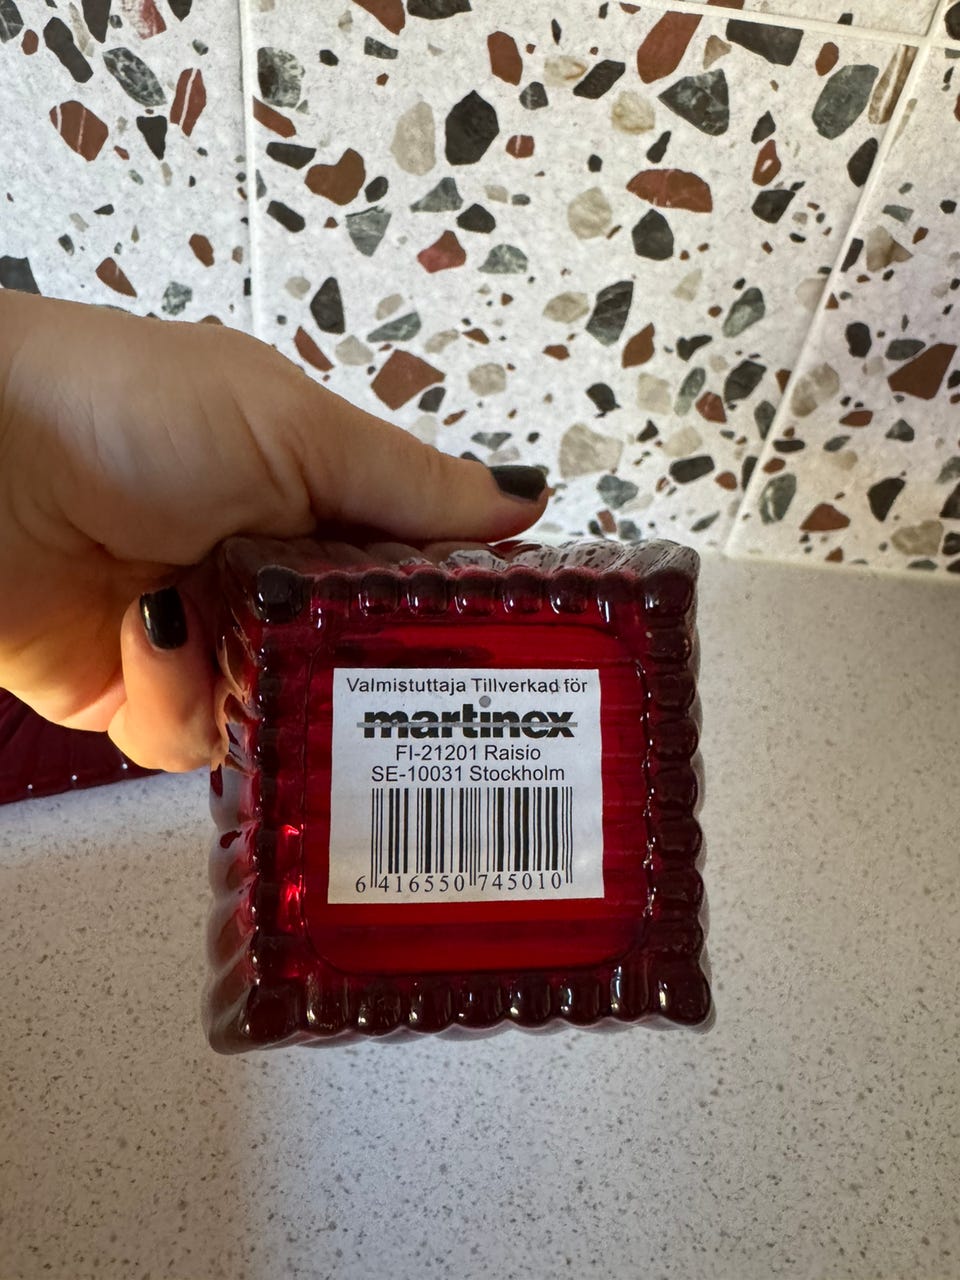 Valmistuttaja Tillverkad för
martinex
FI-21201 Raisio
SE-10031 Stockholm
6 416550 745010